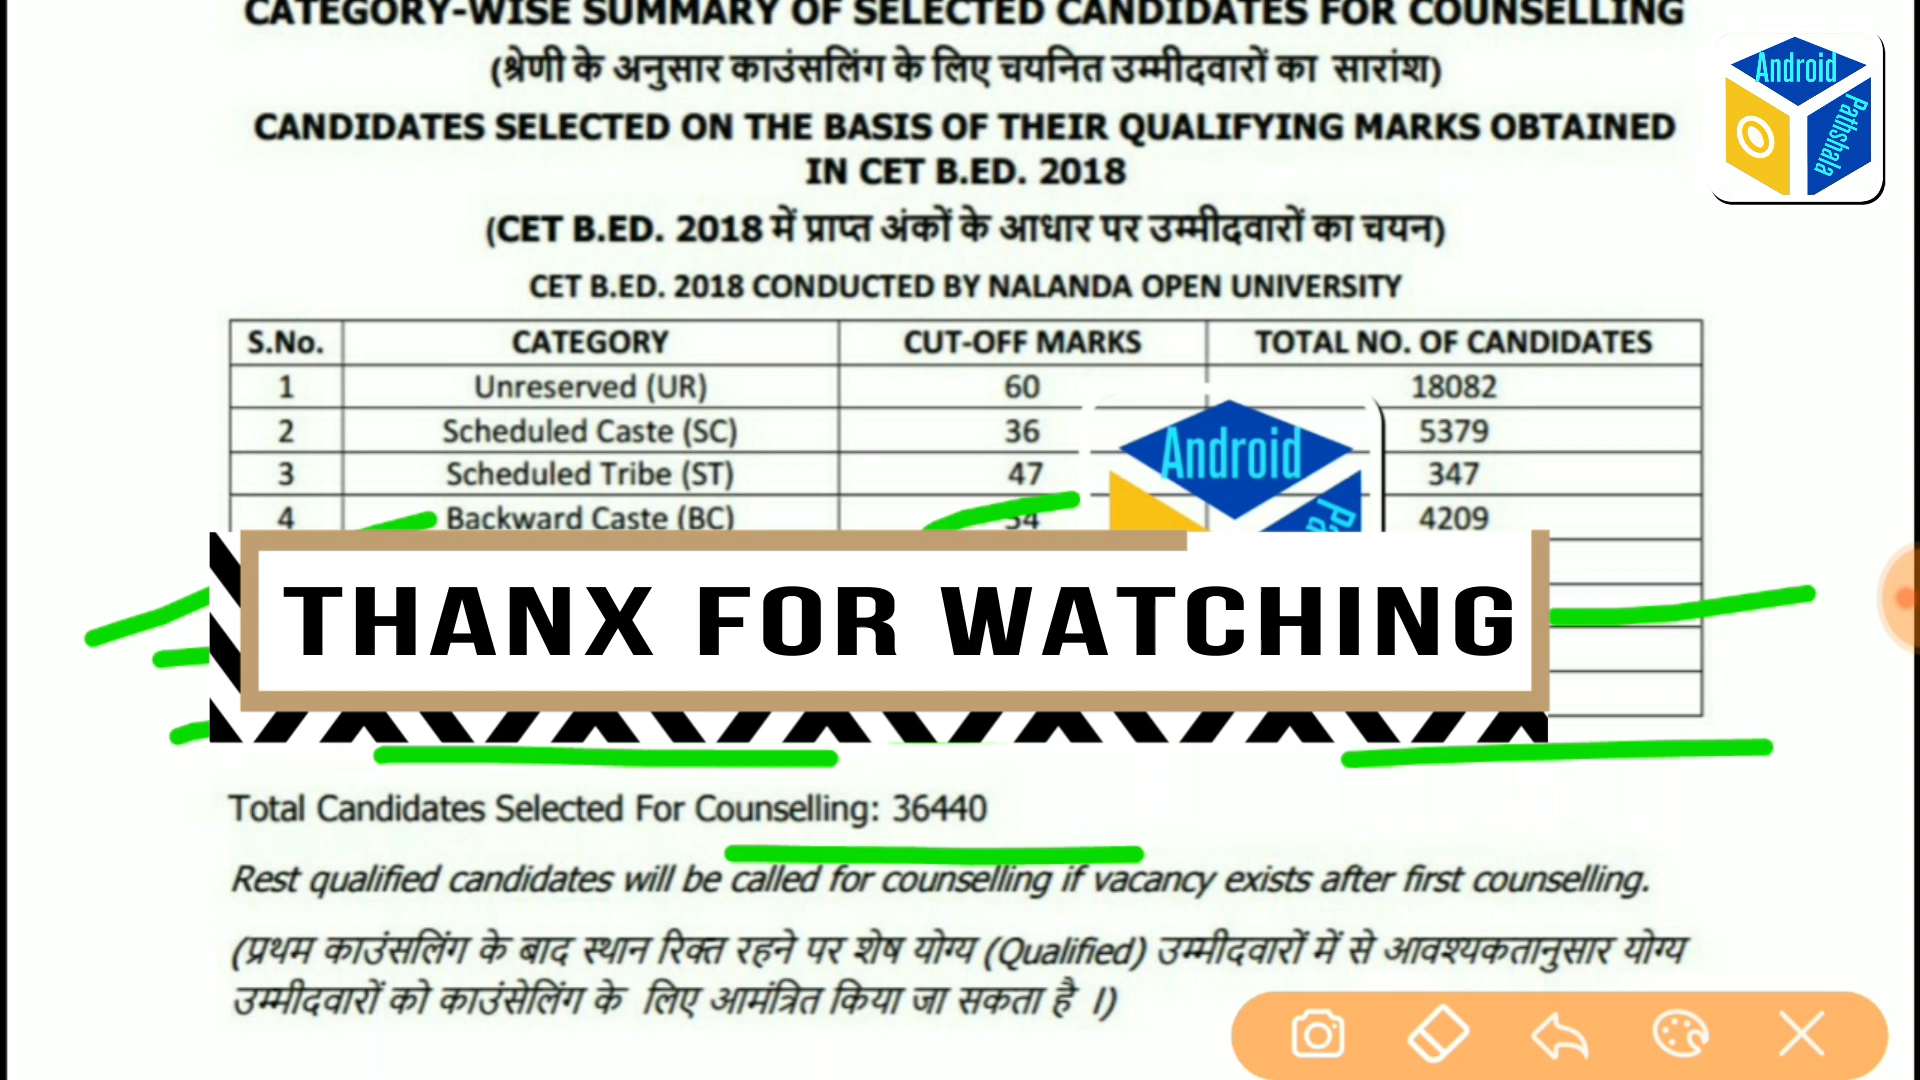 CATEGORY-WISE SUMMARY OF SELECTED CANDIDATES FOR COUNSELLING
(श्रेणी के अनुसार काउंसलिंग के लिए चयनित उम्मीदवारों का सारांश)
Android
Pathshala
CANDIDATES SELECTED ON THE BASIS OF THEIR QUALIFYING MARKS OBTAINED
IN CET B.ED. 2018
(CET B.ED. 2018 में प्राप्त अंकों के आधार पर उम्मीदवारों का चयन)
CET B.ED. 2018 CONDUCTED BY NALANDA OPEN UNIVERSITY
S.No. CATEGORY CUT-OFF MARKS TOTAL NO. OF CANDIDATES
1 Unreserved (UR) 60 18082
2 Scheduled Caste (SC) 36 5379
3 Scheduled Tribe (ST) 47 347
Android
4 Backward Caste (BC) 4209
THANX FOR WATCHING
Total Candidates Selected For Counselling: 36440
Rest qualified candidates will be called for counselling if vacancy exists after first counselling.
(प्रथम काउंसलिंग के बाद स्थान रिक्त रहने पर शेष योग्य (Qualified) उम्मीदवारों में से आवश्यकतानुसार योग्य
उम्मीदवारों को काउंसेलिंग के लिए आमंत्रित किया जा सकता है ।)